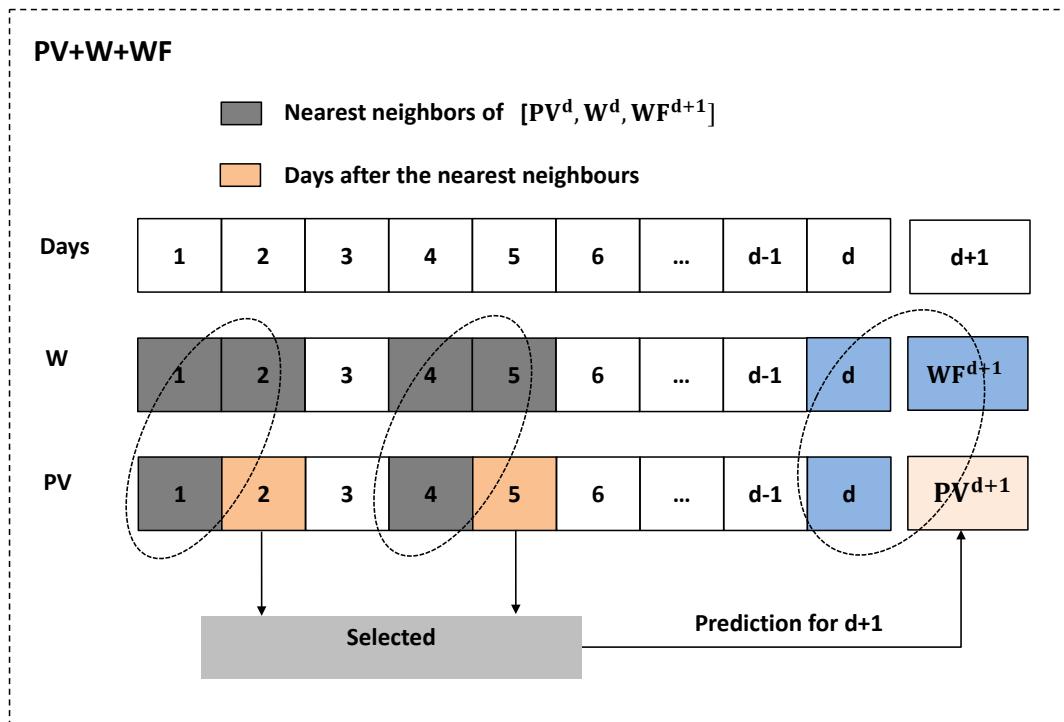 PV+W+WF
Nearest neighbors of [PV^d, W^d, WF^{d+1}]
Days after the nearest neighbours
Days 1 2 3 4 5 6 ... d-1 d d+1
W 1 2 3 4 5 6 ... d-1 d WF^{d+1}
PV 1 2 3 4 5 6 ... d-1 d PV^{d+1}
Selected
Prediction for d+1